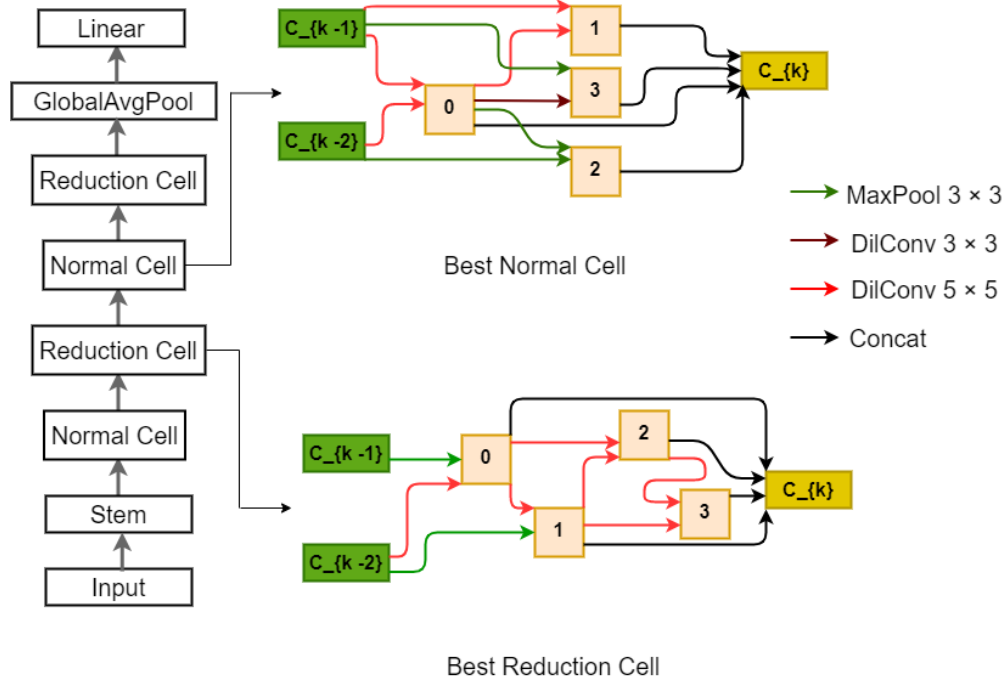 Linear
GlobalAvgPool
Reduction Cell
Normal Cell
Reduction Cell
Normal Cell
Stem
Input
C_{k -1}
C_{k -2}
0
1
3
2
C_{k}
Best Normal Cell
MaxPool 3 × 3
DilConv 3 × 3
DilConv 5 × 5
Concat
C_{k -1}
C_{k -2}
0
1
2
3
C_{k}
Best Reduction Cell